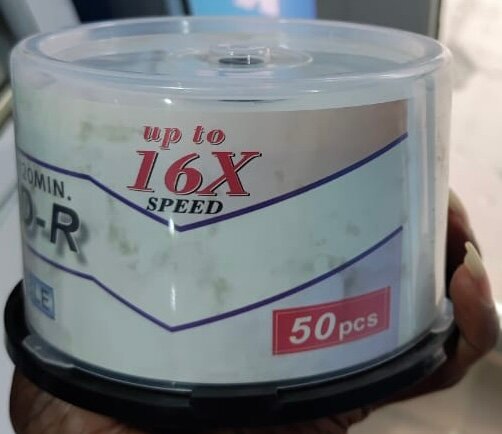 up to
16X
SPEED
20MIN.
D-R
LE
50pcs